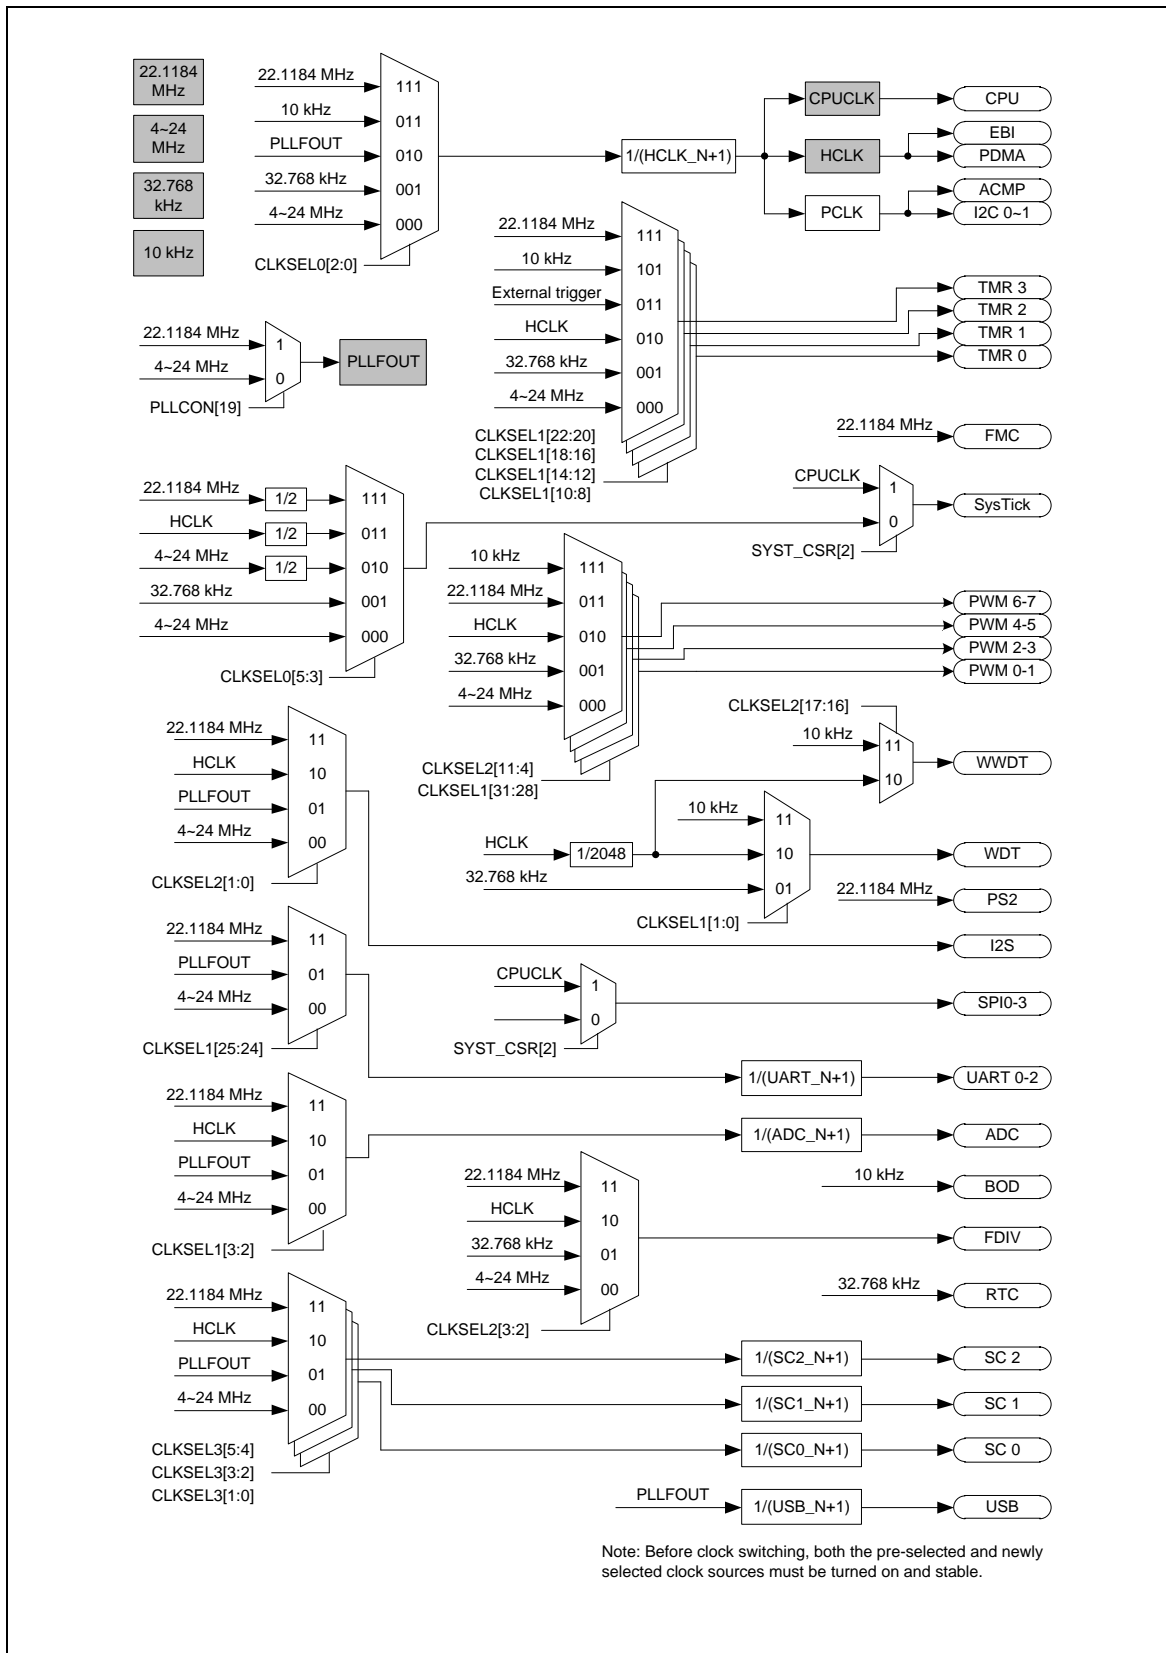 22.1184
MHz
4~24
MHz
32.768
kHz
10 kHz
22.1184 MHz
10 kHz
PLLFOUT
32.768 kHz
4~24 MHz
111
011
010
001
000
CLKSEL0[2:0]
1/(HCLK_N+1)
CPUCLK
HCLK
PCLK
CPU
EBI
PDMA
ACMP
I2C 0~1
22.1184 MHz
10 kHz
External trigger
HCLK
32.768 kHz
4~24 MHz
111
101
011
010
001
000
CLKSEL1[22:20]
CLKSEL1[18:16]
CLKSEL1[14:12]
CLKSEL1[10:8]
TMR 3
TMR 2
TMR 1
TMR 0
22.1184 MHz
4~24 MHz
1
0
PLLCON[19]
PLLFOUT
22.1184 MHz
FMC
22.1184 MHz
HCLK
4~24 MHz
32.768 kHz
4~24 MHz
1/2
1/2
1/2
111
011
010
001
000
CLKSEL0[5:3]
CPUCLK
1
0
SYST_CSR[2]
SysTick
10 kHz
22.1184 MHz
HCLK
32.768 kHz
4~24 MHz
111
011
010
001
000
CLKSEL2[11:4]
CLKSEL1[31:28]
PWM 6-7
PWM 4-5
PWM 2-3
PWM 0-1
CLKSEL2[17:16]
10 kHz
11
10
WWDT
22.1184 MHz
HCLK
PLLFOUT
4~24 MHz
11
10
01
00
CLKSEL2[1:0]
10 kHz
HCLK
1/2048
32.768 kHz
11
10
01
CLKSEL1[1:0]
WDT
22.1184 MHz
PS2
I2S
22.1184 MHz
PLLFOUT
4~24 MHz
11
01
00
CLKSEL1[25:24]
CPUCLK
1
0
SYST_CSR[2]
SPI0-3
1/(UART_N+1)
UART 0-2
22.1184 MHz
HCLK
PLLFOUT
4~24 MHz
11
10
01
00
CLKSEL1[3:2]
1/(ADC_N+1)
ADC
10 kHz
BOD
22.1184 MHz
HCLK
32.768 kHz
4~24 MHz
11
10
01
00
CLKSEL2[3:2]
FDIV
32.768 kHz
RTC
22.1184 MHz
HCLK
PLLFOUT
4~24 MHz
11
10
01
00
CLKSEL3[5:4]
CLKSEL3[3:2]
CLKSEL3[1:0]
1/(SC2_N+1)
SC 2
1/(SC1_N+1)
SC 1
1/(SC0_N+1)
SC 0
PLLFOUT
1/(USB_N+1)
USB
Note: Before clock switching, both the pre-selected and newly
selected clock sources must be turned on and stable.